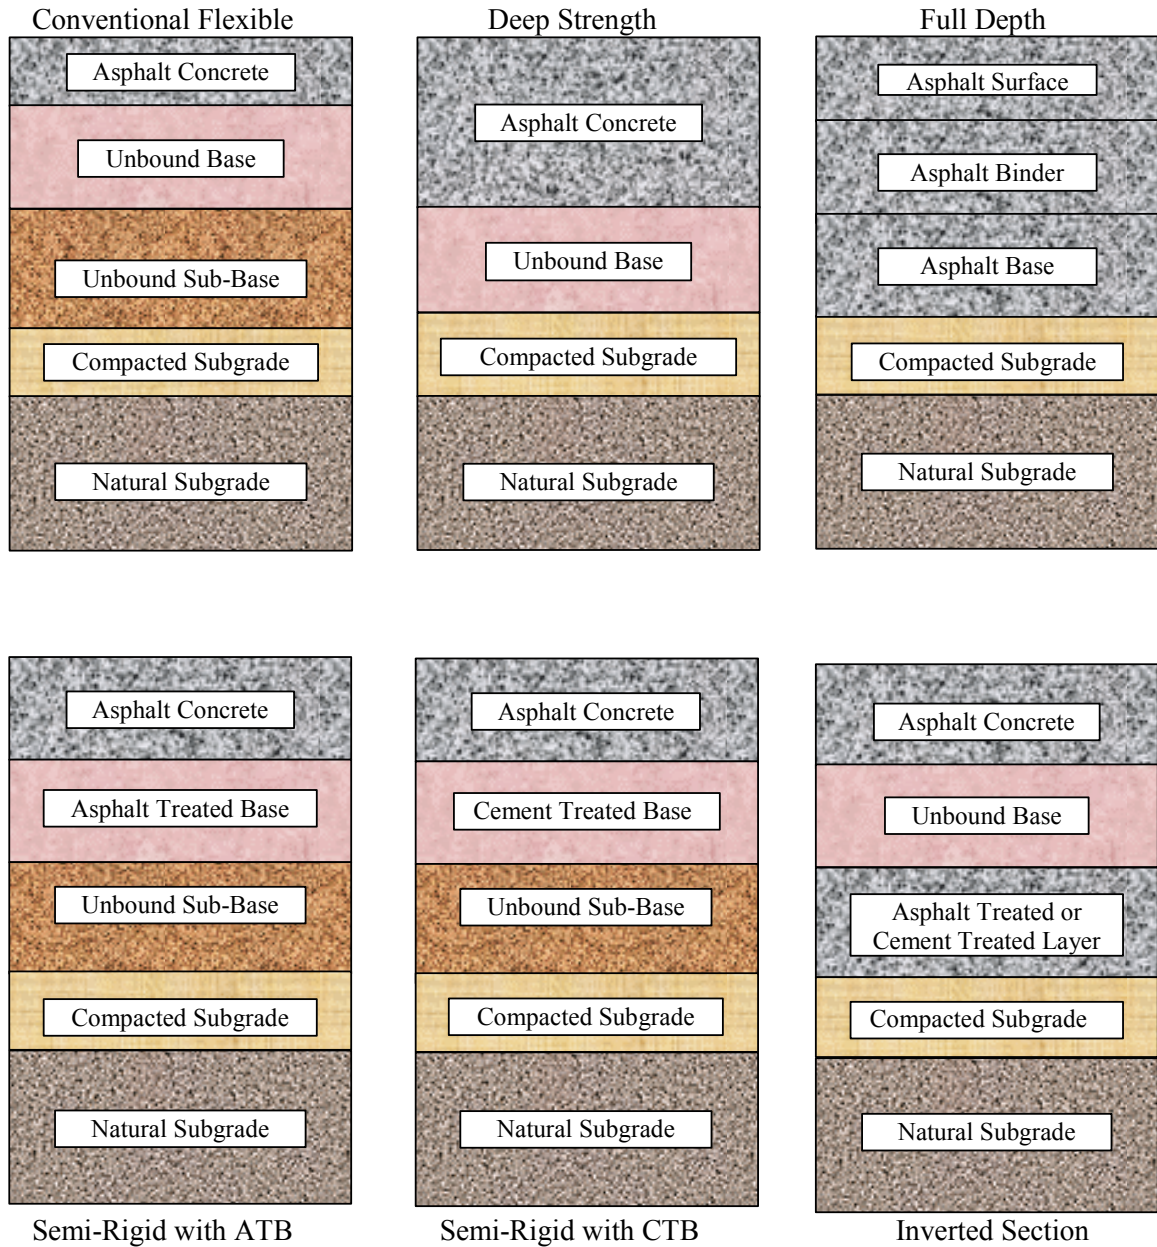 Conventional Flexible
Asphalt Concrete
Unbound Base
Unbound Sub-Base
Compacted Subgrade
Natural Subgrade
Deep Strength
Asphalt Concrete
Unbound Base
Compacted Subgrade
Natural Subgrade
Full Depth
Asphalt Surface
Asphalt Binder
Asphalt Base
Compacted Subgrade
Natural Subgrade
Asphalt Concrete
Asphalt Treated Base
Unbound Sub-Base
Compacted Subgrade
Natural Subgrade
Semi-Rigid with ATB
Asphalt Concrete
Cement Treated Base
Unbound Sub-Base
Compacted Subgrade
Natural Subgrade
Semi-Rigid with CTB
Asphalt Concrete
Unbound Base
Asphalt Treated or
Cement Treated Layer
Compacted Subgrade
Natural Subgrade
Inverted Section